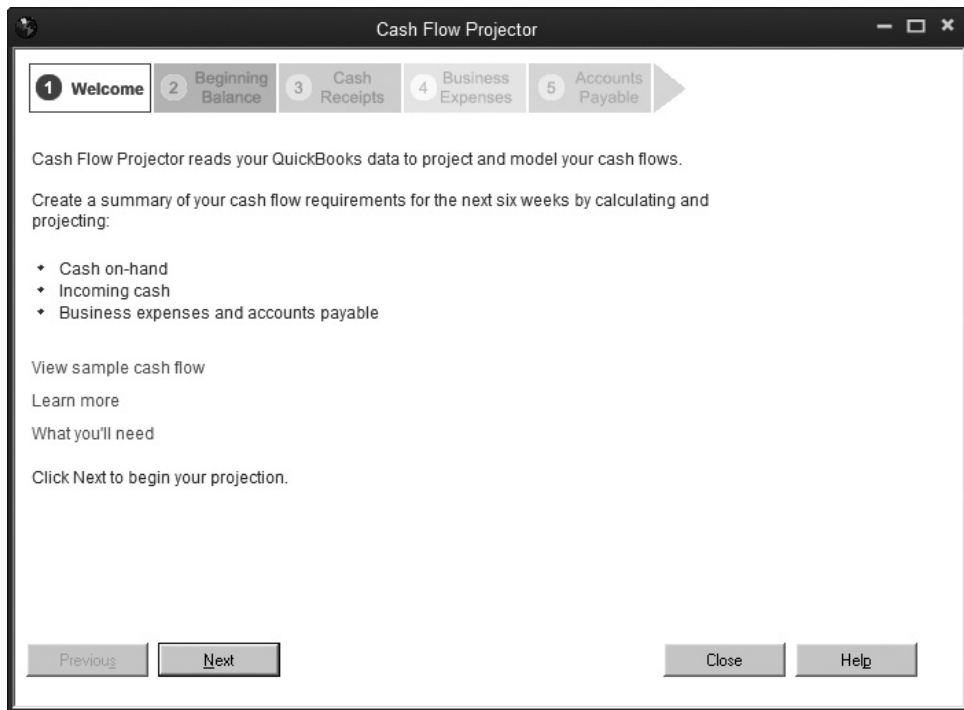 Cash Flow Projector
1 Welcome
2 Beginning Balance
3 Cash Receipts
4 Business Expenses
5 Accounts Payable
Cash Flow Projector reads your QuickBooks data to project and model your cash flows.
Create a summary of your cash flow requirements for the next six weeks by calculating and
projecting:
Cash on-hand
Incoming cash
Business expenses and accounts payable
View sample cash flow
Learn more
What you'll need
Click Next to begin your projection.
Previous Next Close Help